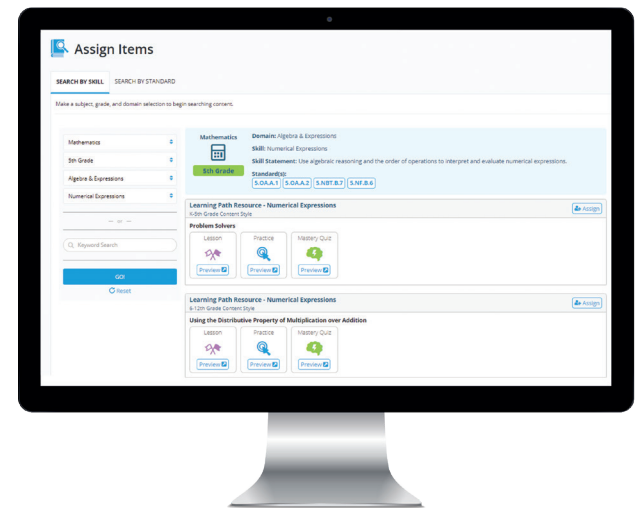 Assign Items
SEARCH BY SKILL SEARCH BY STANDARD
Make a subject, grade, and domain selection to begin searching content.
Mathematics
5th Grade
Algebra & Expressions
Numerical Expressions
— or —
Keyword Search
GO!
Reset
Mathematics
5th Grade
Domain: Algebra & Expressions
Skill: Numerical Expressions
Skill Statement: Use algebraic reasoning and the order of operations to interpret and evaluate numerical expressions.
Standard(s):
5.OA.A.1 5.OA.A.2 5.NBT.B.7 5.NF.B.6
Learning Path Resource - Numerical Expressions
K-5th Grade Content Style
Assign
Problem Solvers
Lesson Practice Mastery Quiz
Preview Preview Preview
Learning Path Resource - Numerical Expressions
6-12th Grade Content Style
Assign
Using the Distributive Property of Multiplication over Addition
Lesson Practice Mastery Quiz
Preview Preview Preview